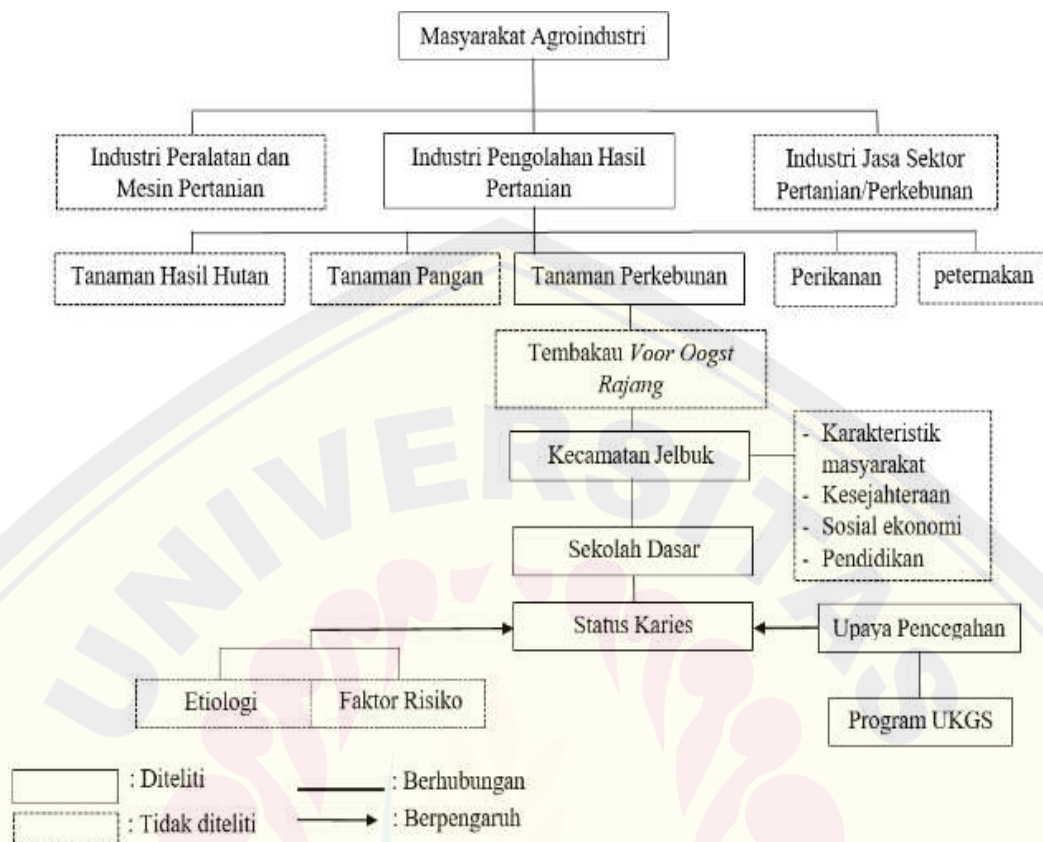 Masyarakat Agroindustri
Industri Peralatan dan
Mesin Pertanian
Industri Pengolahan Hasil
Pertanian
Industri Jasa Sektor
Pertanian/Perkebunan
Tanaman Hasil Hutan
Tanaman Pangan
Tanaman Perkebunan
Perikanan
peternakan
Tembakau Voor Oogst
Rajang
Kecamatan Jelbuk
- Karakteristik
masyarakat
- Kesejahteraan
- Sosial ekonomi
- Pendidikan
Sekolah Dasar
Status Karies
Upaya Pencegahan
Etiologi
Faktor Risiko
Program UKGS
: Diteliti
: Berhubungan
: Tidak diteliti
: Berpengaruh
UNIVERSITAS